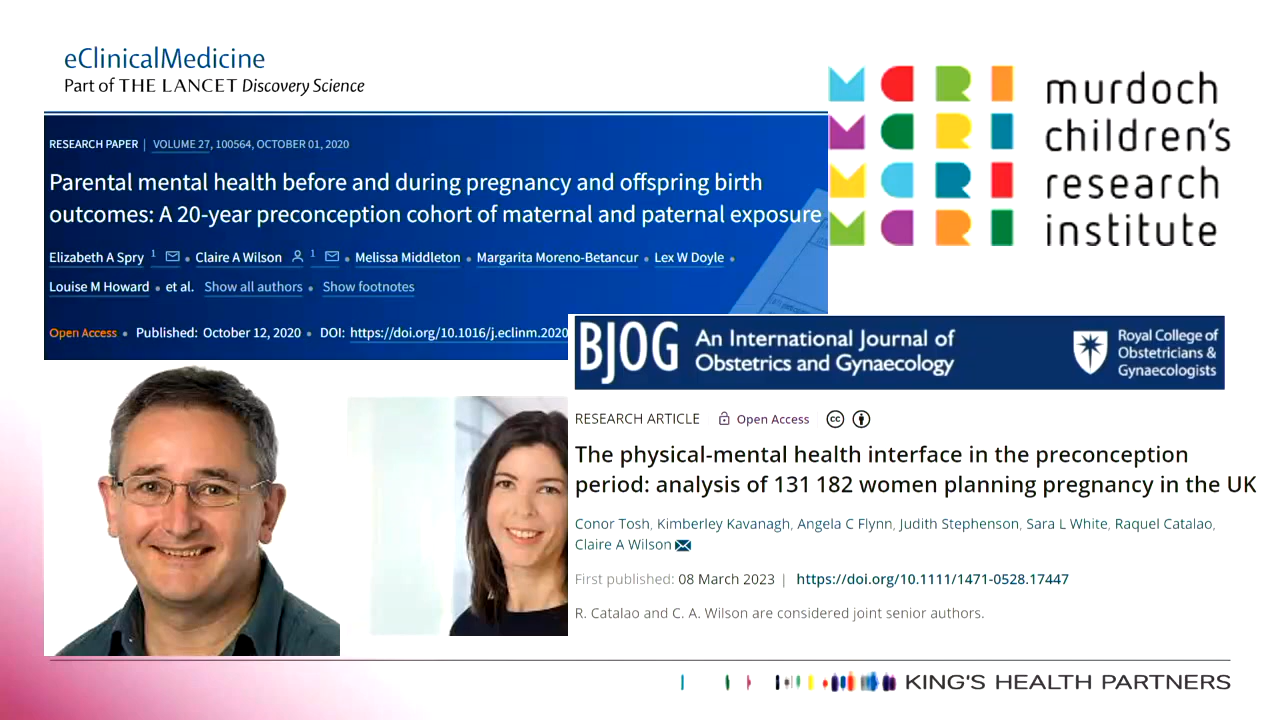 eClinicalMedicine
Part of THE LANCET Discovery Science
RESEARCH PAPER | VOLUME 27, 100564, OCTOBER 01, 2020
Parental mental health before and during pregnancy and offspring birth
outcomes: A 20-year preconception cohort of maternal and paternal exposure
Elizabeth A Spry 1 • Claire A Wilson 1 • Melissa Middleton • Margarita Moreno-Betancur • Lex W Doyle •
Louise M Howard • et al. Show all authors • Show footnotes
Open Access • Published: October 12, 2020 • DOI: https://doi.org/10.1016/j.eclinm.2020
MCRI
MCRI
MCRI
MCRI
murdoch
children's
research
institute
BJOG An International Journal of
Obstetrics and Gynaecology
Royal College of
Obstetricians &
Gynaecologists
RESEARCH ARTICLE Open Access cc
The physical-mental health interface in the preconception
period: analysis of 131 182 women planning pregnancy in the UK
Conor Tosh, Kimberley Kavanagh, Angela C Flynn, Judith Stephenson, Sara L White, Raquel Catalao,
Claire A Wilson
First published: 08 March 2023 | https://doi.org/10.1111/1471-0528.17447
R. Catalao and C. A. Wilson are considered joint senior authors.
KING'S HEALTH PARTNERS